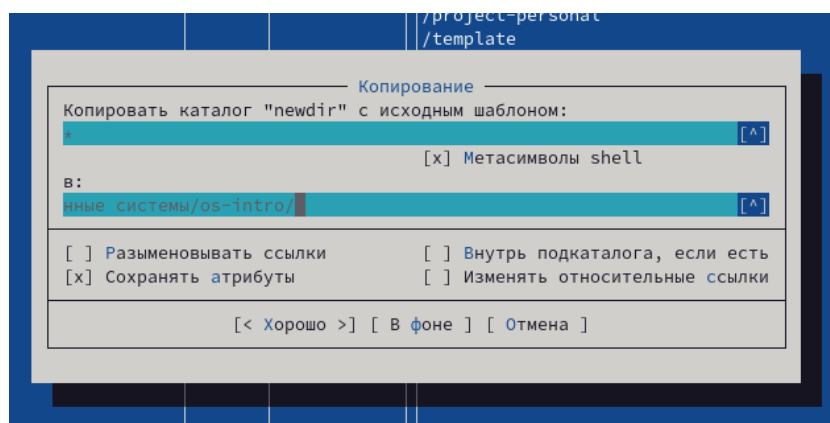 /project-personal
/template
Копирование
Копировать каталог "newdir" с исходным шаблоном:
* [^]
[x] Метасимволы shell
в:
нные системы/os-intro/ [^]
[ ] Разыменовывать ссылки [ ] Внутрь подкаталога, если есть
[x] Сохранять атрибуты [ ] Изменять относительные ссылки
[< Хорошо >] [ В фоне ] [ Отмена ]